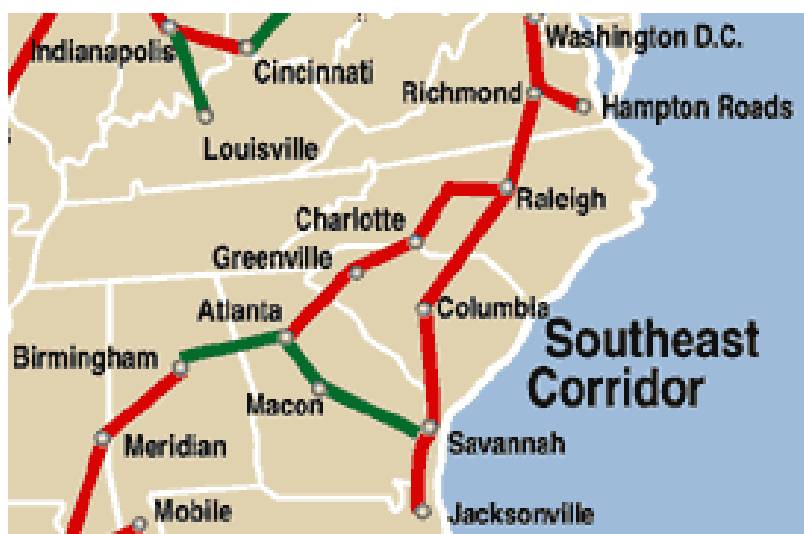 Washington D.C.
Indianapolis
Cincinnati
Richmond
Hampton Roads
Louisville
Raleigh
Charlotte
Greenville
Atlanta
Columbia
Southeast
Corridor
Birmingham
Macon
Meridian
Savannah
Mobile
Jacksonville